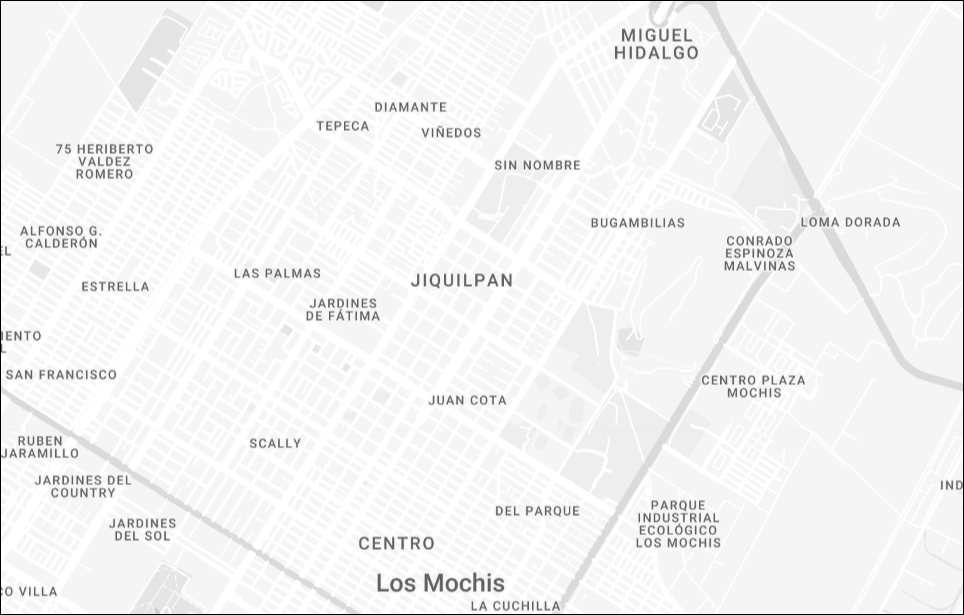 MIGUEL
HIDALGO
DIAMANTE
TEPECA
VIÑEDOS
75 HERIBERTO
VALDEZ
ROMERO
SIN NOMBRE
BUGAMBILIAS
LOMA DORADA
ALFONSO G.
CALDERÓN
EL
CONRADO
ESPINOZA
MALVINAS
LAS PALMAS
JIQUILPAN
ESTRELLA
JARDINES
DE FÁTIMA
IENTO
L
SAN FRANCISCO
CENTRO PLAZA
MOCHIS
JUAN COTA
RUBEN
JARAMILLO
SCALLY
JARDINES DEL
COUNTRY
IND
DEL PARQUE
PARQUE
INDUSTRIAL
ECOLÓGICO
LOS MOCHIS
JARDINES
DEL SOL
CENTRO
Los Mochis
O VILLA
LA CUCHILLA